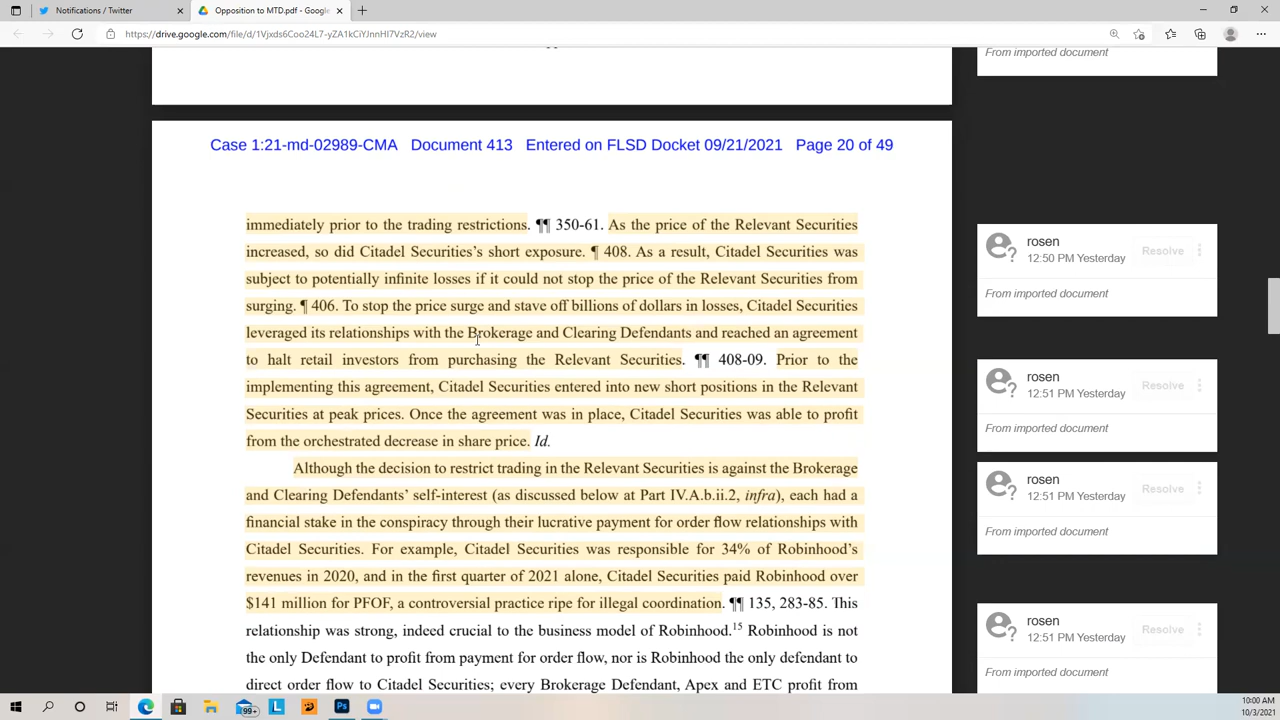 Notifications / Twitter
Opposition to MTD.pdf - Google
https://drive.google.com/file/d/1Vjxds6Coo24L7-yZA1kCiYJnnHI7VzR2/view
From imported document
Case 1:21-md-02989-CMA Document 413 Entered on FLSD Docket 09/21/2021 Page 20 of 49
immediately prior to the trading restrictions. ¶¶ 350-61. As the price of the Relevant Securities
increased, so did Citadel Securities's short exposure. ¶ 408. As a result, Citadel Securities was
subject to potentially infinite losses if it could not stop the price of the Relevant Securities from
surging. ¶ 406. To stop the price surge and stave off billions of dollars in losses, Citadel Securities
leveraged its relationships with the Brokerage and Clearing Defendants and reached an agreement
to halt retail investors from purchasing the Relevant Securities. ¶¶ 408-09. Prior to the
implementing this agreement, Citadel Securities entered into new short positions in the Relevant
Securities at peak prices. Once the agreement was in place, Citadel Securities was able to profit
from the orchestrated decrease in share price. Id.
Although the decision to restrict trading in the Relevant Securities is against the Brokerage
and Clearing Defendants' self-interest (as discussed below at Part IV.A.b.ii.2, infra), each had a
financial stake in the conspiracy through their lucrative payment for order flow relationships with
Citadel Securities. For example, Citadel Securities was responsible for 34% of Robinhood's
revenues in 2020, and in the first quarter of 2021 alone, Citadel Securities paid Robinhood over
$141 million for PFOF, a controversial practice ripe for illegal coordination. ¶¶ 135, 283-85. This
relationship was strong, indeed crucial to the business model of Robinhood.15 Robinhood is not
the only Defendant to profit from payment for order flow, nor is Robinhood the only defendant to
direct order flow to Citadel Securities; every Brokerage Defendant, Apex and ETC profit from
rosen
12:50 PM Yesterday
Resolve
From imported document
rosen
12:51 PM Yesterday
Resolve
From imported document
rosen
12:51 PM Yesterday
Resolve
From imported document
rosen
12:51 PM Yesterday
Resolve
From imported document
99+
L
Ps
10:00 AM
10/3/2021